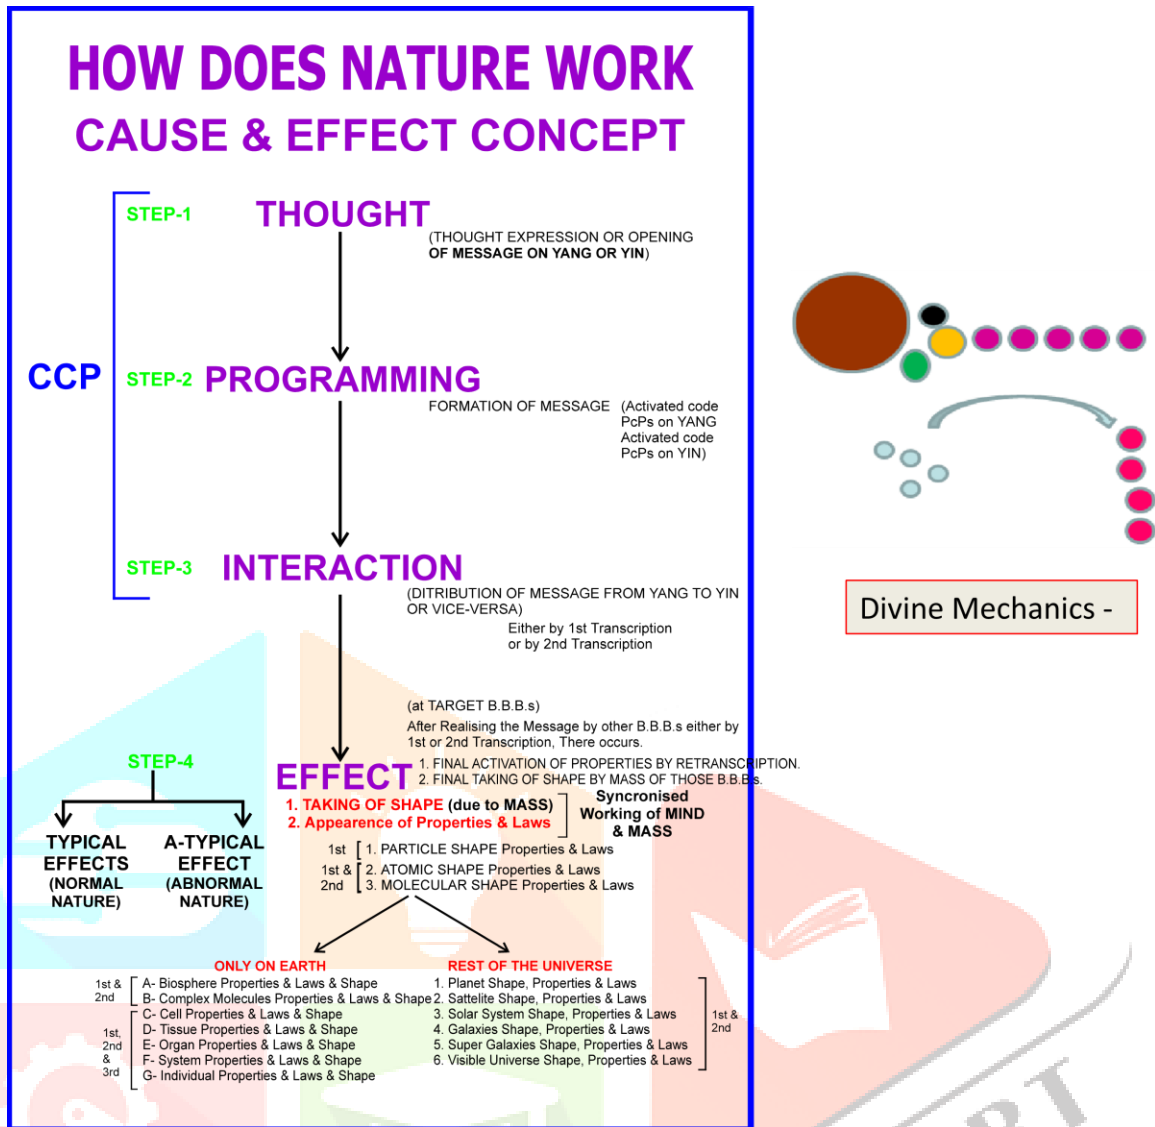 HOW DOES NATURE WORK
CAUSE & EFFECT CONCEPT
STEP-1
THOUGHT
(THOUGHT EXPRESSION OR OPENING
OF MESSAGE ON YANG OR YIN)
CCP
STEP-2
PROGRAMMING
FORMATION OF MESSAGE (Activated code
PcPs on YANG
Activated code
PcPs on YIN)
STEP-3
INTERACTION
(DITRIBUTION OF MESSAGE FROM YANG TO YIN
OR VICE-VERSA)
Either by 1st Transcription
or by 2nd Transcription
(at TARGET B.B.B.s)
After Realising the Message by other B.B.B.s either by
1st or 2nd Transcription, There occurs.
STEP-4
EFFECT
1. FINAL ACTIVATION OF PROPERTIES BY RETRANSCRIPTION.
2. FINAL TAKING OF SHAPE BY MASS OF THOSE B.B.B.s.
1. TAKING OF SHAPE (due to MASS)
2. Appearence of Properties & Laws
Syncronised
Working of MIND
& MASS
TYPICAL
EFFECTS
(NORMAL
NATURE)
A-TYPICAL
EFFECT
(ABNORMAL
NATURE)
1st
1. PARTICLE SHAPE Properties & Laws
1st &
2nd
2. ATOMIC SHAPE Properties & Laws
3. MOLECULAR SHAPE Properties & Laws
ONLY ON EARTH
1st &
2nd
A- Biosphere Properties & Laws & Shape
B- Complex Molecules Properties & Laws & Shape
1st,
2nd
&
3rd
C- Cell Properties & Laws & Shape
D- Tissue Properties & Laws & Shape
E- Organ Properties & Laws & Shape
F- System Properties & Laws & Shape
G- Individual Properties & Laws & Shape
REST OF THE UNIVERSE
1. Planet Shape, Properties & Laws
2. Sattelite Shape, Properties & Laws
3. Solar System Shape, Properties & Laws
4. Galaxies Shape, Properties & Laws
5. Super Galaxies Shape, Properties & Laws
6. Visible Universe Shape, Properties & Laws
1st &
2nd
Divine Mechanics -